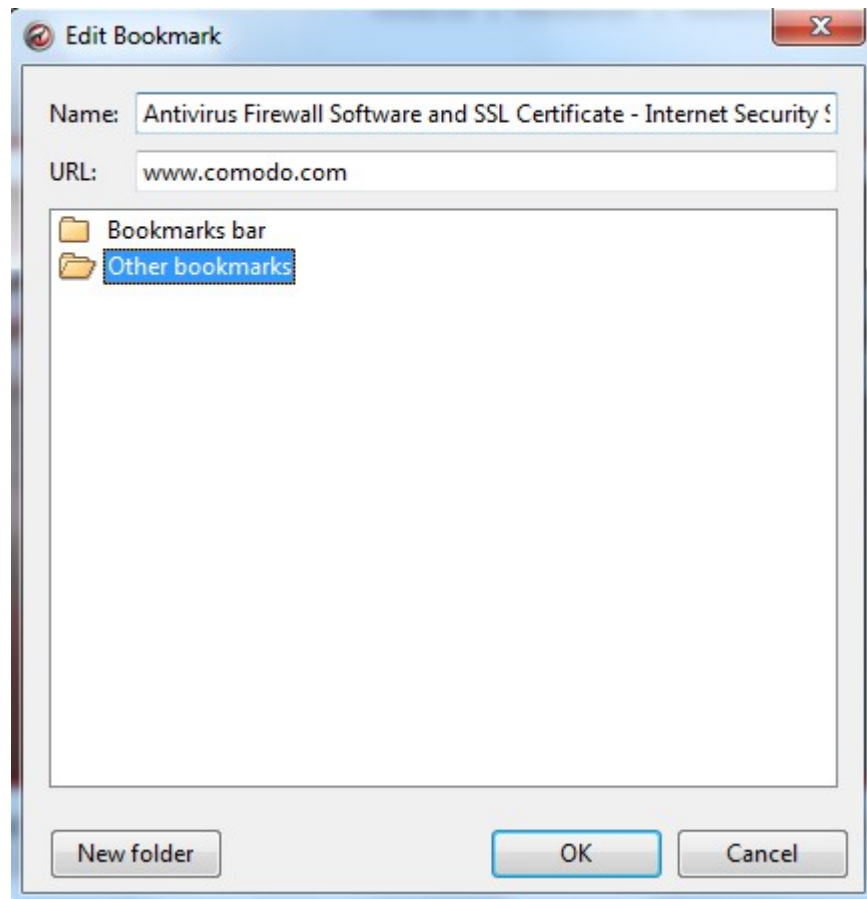 Edit Bookmark
Name: Antivirus Firewall Software and SSL Certificate - Internet Security
URL: www.comodo.com
Bookmarks bar
Other bookmarks
New folder OK Cancel